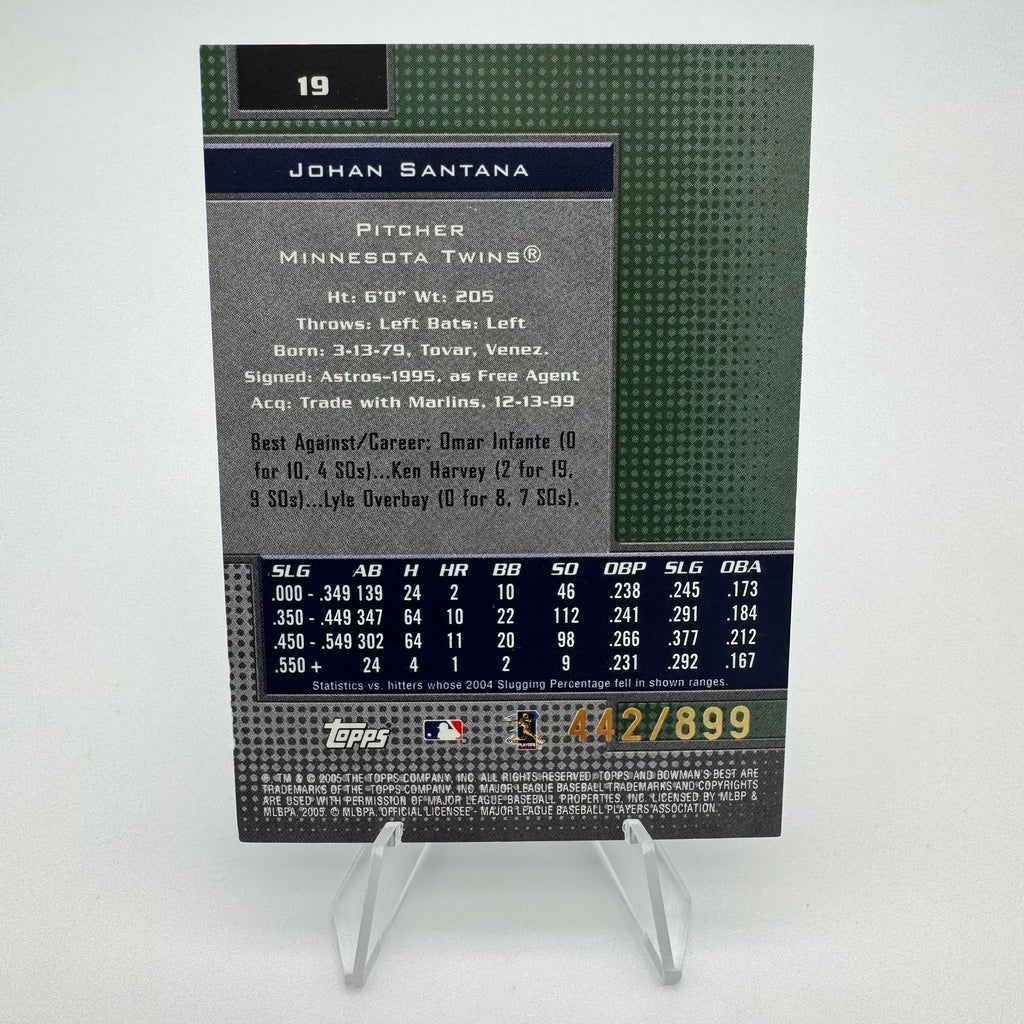 19
Johan Santana
Pitcher
Minnesota Twins®
Ht: 6'0" Wt: 205
Throws: Left Bats: Left
Born: 3-13-79, Tovar, Venez.
Signed: Astros-1995, as Free Agent
Acq: Trade with Marlins, 12-13-99
Best Against/Career: Omar Infante (0
for 10, 4 SOs)...Ken Harvey (2 for 19,
9 SOs)...Lyle Overbay (0 for 8, 7 SOs).
SLG AB H HR BB SO OBP SLG OBA
.000 - .349 139 24 2 10 46 .238 .245 .173
.350 - .449 347 64 10 22 112 .241 .291 .184
.450 - .549 302 64 11 20 98 .266 .377 .212
.550 + 24 4 1 2 9 .231 .292 .167
Statistics vs. hitters whose 2004 Slugging Percentage fell in shown ranges.
Topps 442/899
® TM & © 2005 THE TOPPS COMPANY, INC. ALL RIGHTS RESERVED. TOPPS AND BOWMAN'S BEST ARE
TRADEMARKS OF THE TOPPS COMPANY, INC. MAJOR LEAGUE BASEBALL TRADEMARKS AND COPYRIGHTS
ARE USED WITH PERMISSION OF MAJOR LEAGUE BASEBALL PROPERTIES, INC. LICENSED BY MLBP &
MLBPA, 2005. © MLBPA, OFFICIAL LICENSEE - MAJOR LEAGUE BASEBALL PLAYERS ASSOCIATION.